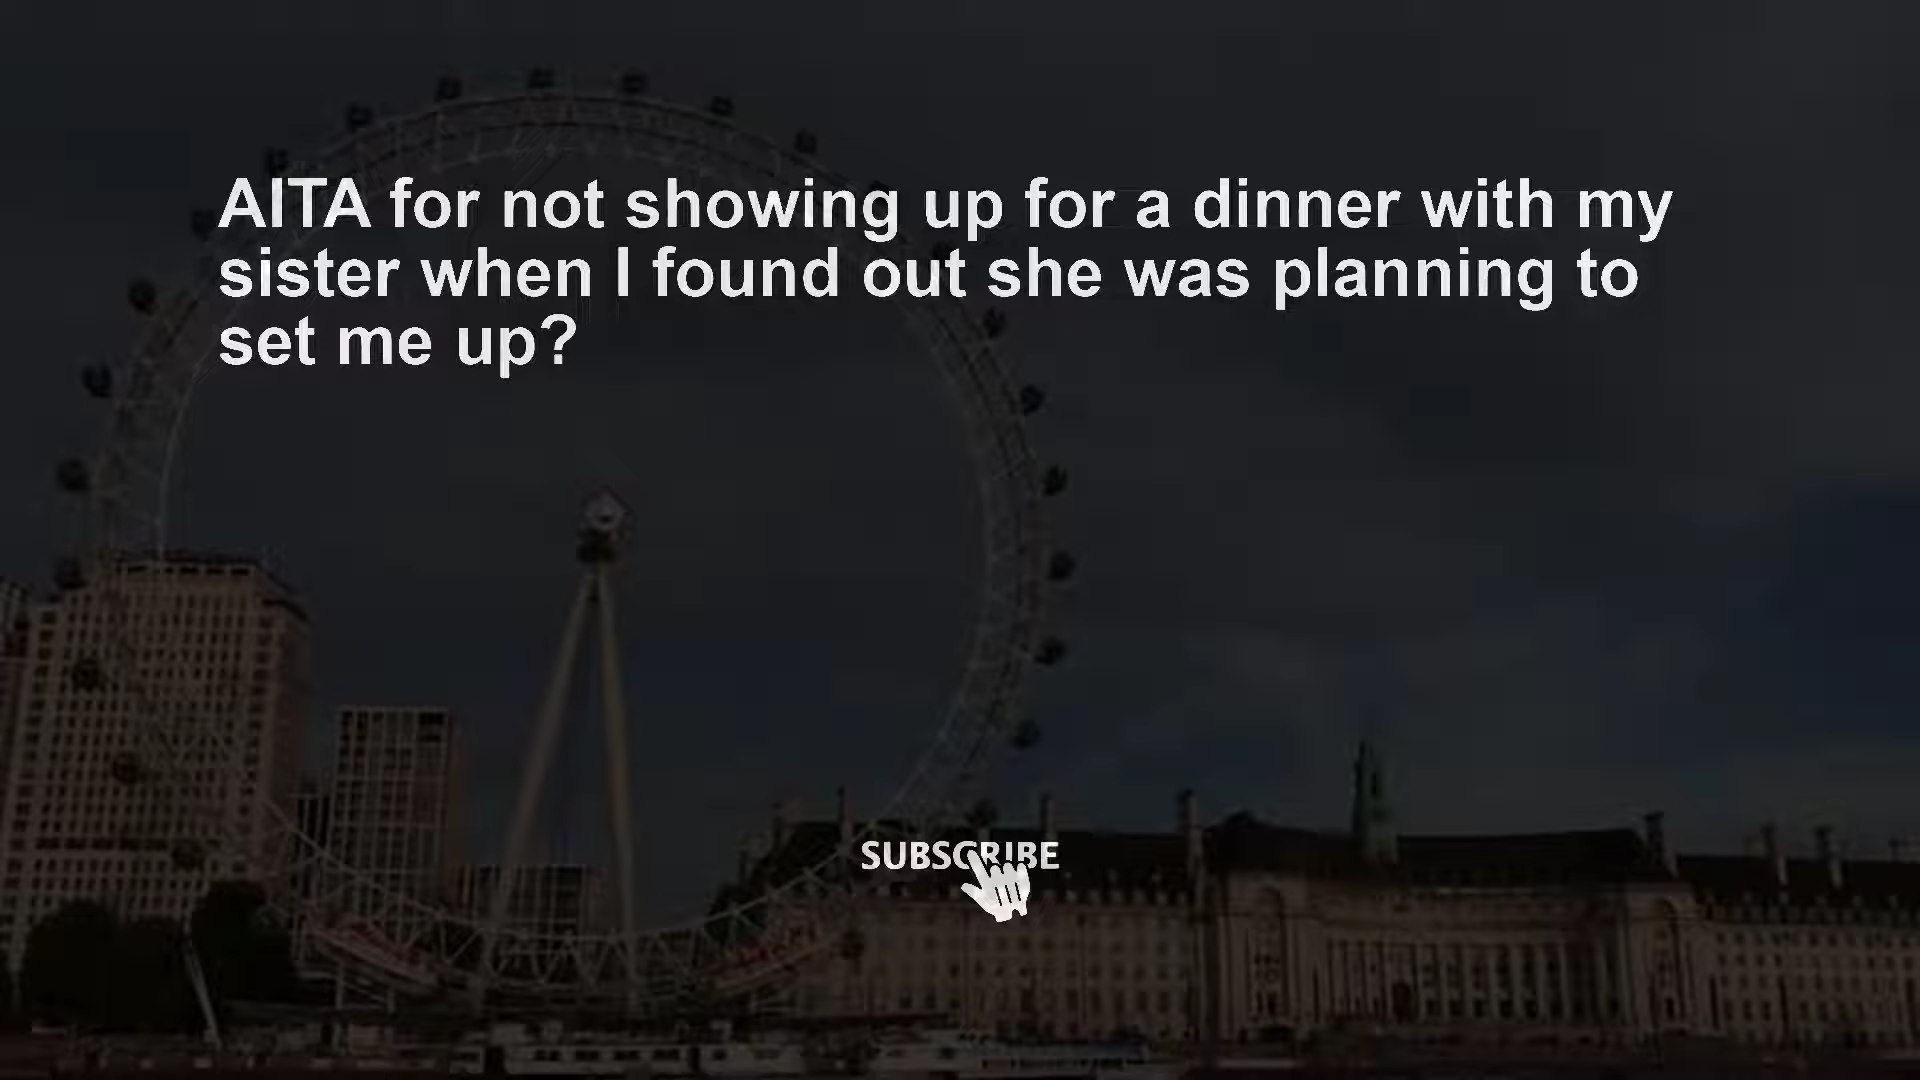 AITA for not showing up for a dinner with my
sister when I found out she was planning to
set me up?
SUBSCRIBE